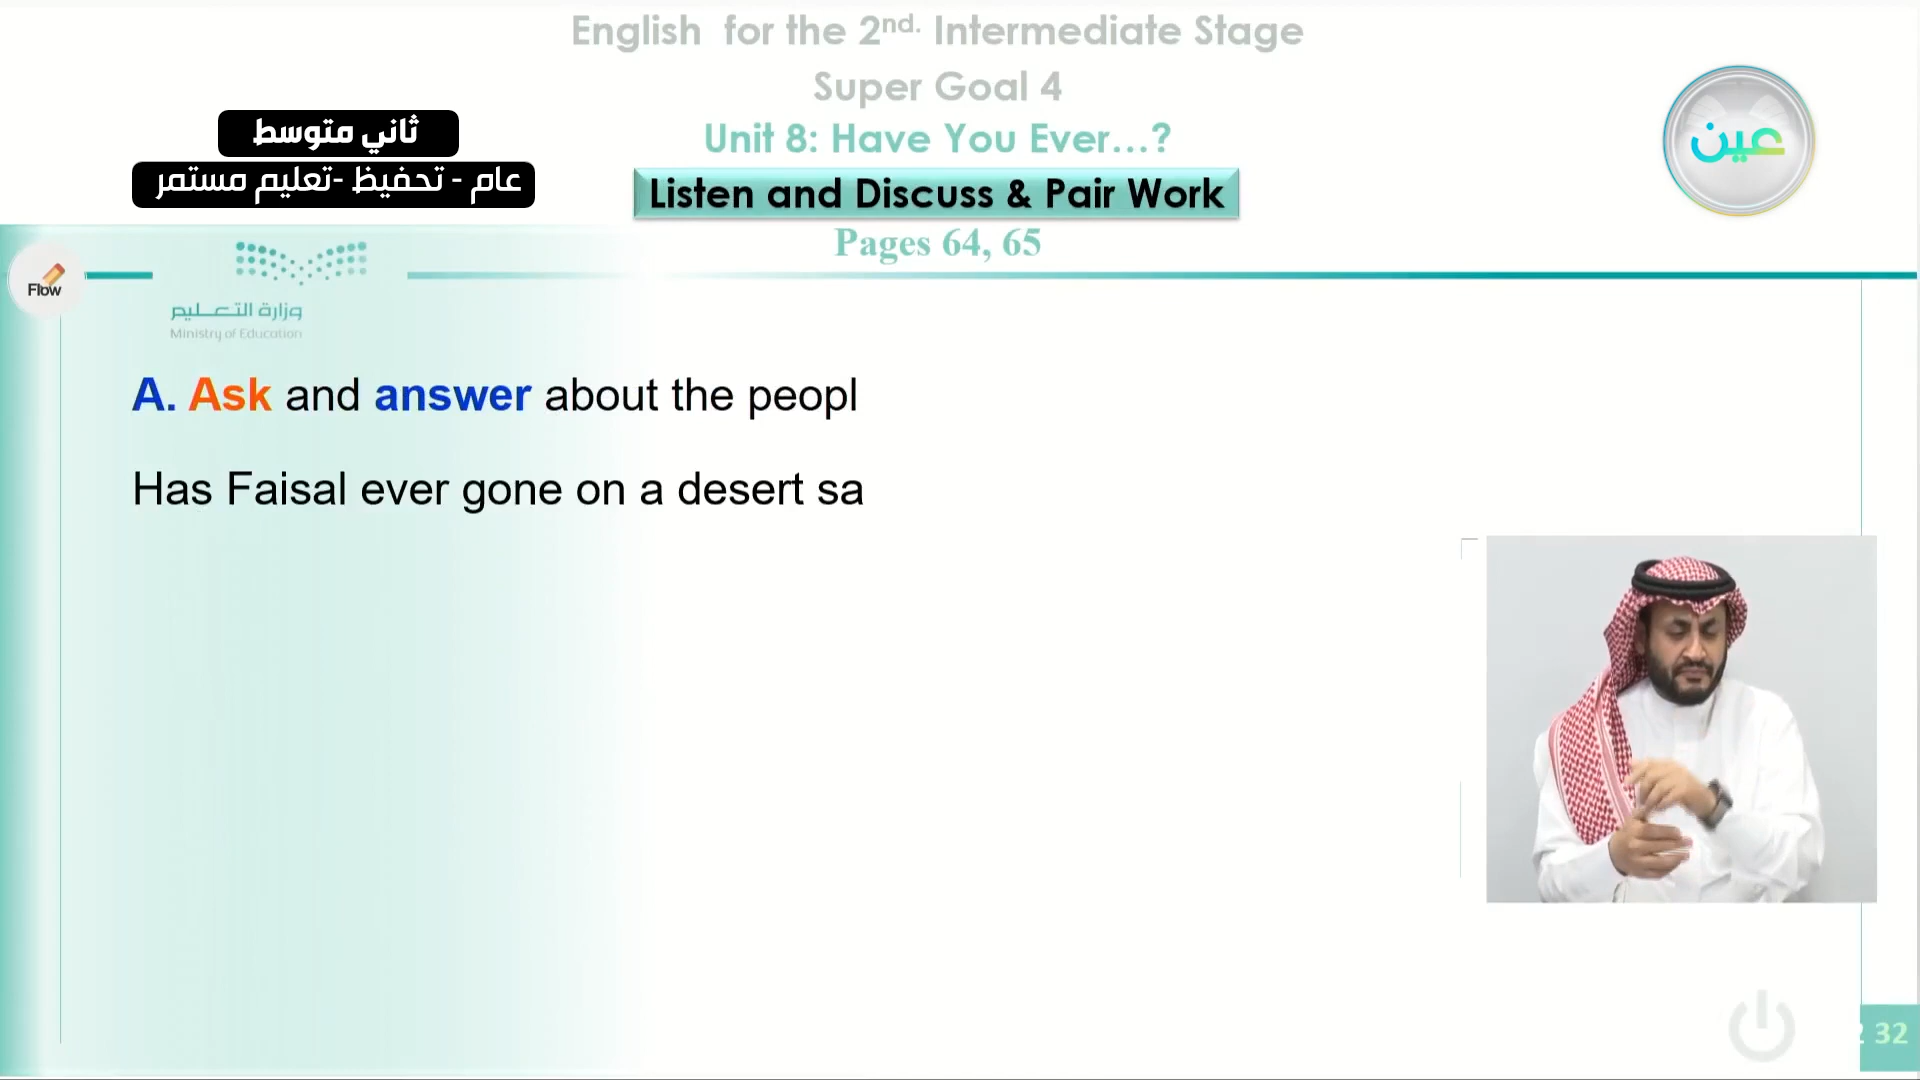 English for the 2nd. Intermediate Stage
Super Goal 4
Unit 8: Have You Ever...?
Listen and Discuss & Pair Work
Pages 64, 65
ثاني متوسط
عام - تحفيظ -تعليم مستمر
عين
Flow
وزارة التعليم
Ministry of Education
A. Ask and answer about the peopl
Has Faisal ever gone on a desert sa
32